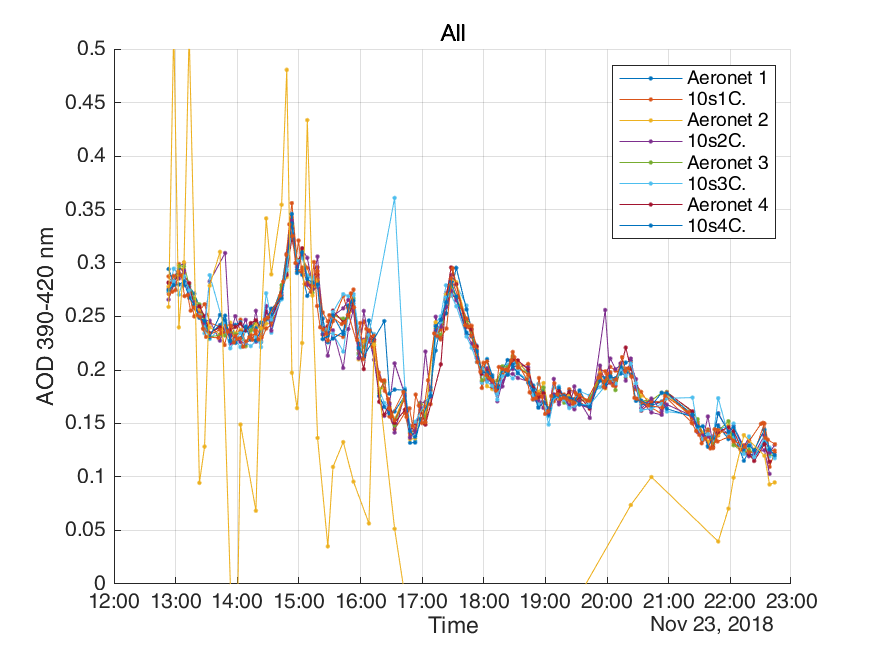 All
0.5
0.45
0.4
0.35
0.3
0.25
0.2
0.15
0.1
0.05
0
AOD 390-420 nm
Aeronet 1
10s1C.
Aeronet 2
10s2C.
Aeronet 3
10s3C.
Aeronet 4
10s4C.
12:00 13:00 14:00 15:00 16:00 17:00 18:00 19:00 20:00 21:00 22:00 23:00
Time
Nov 23, 2018